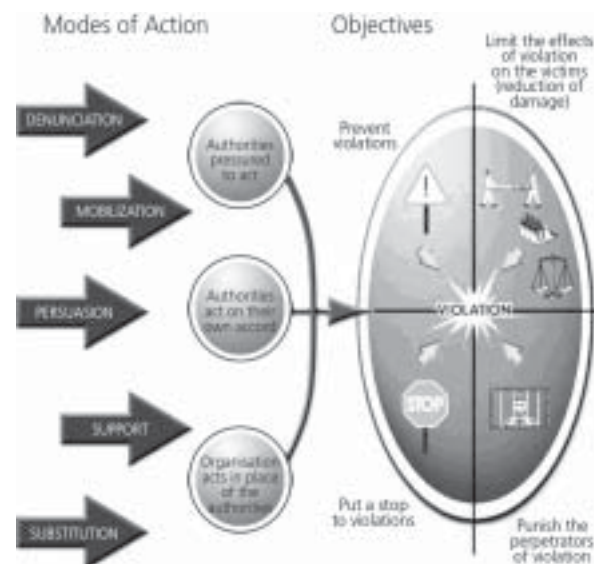 Modes of Action
Objectives
DENUNCIATION
MOBILIZATION
PERSUASION
SUPPORT
SUBSTITUTION
Authorities
pressured
to act
Authorities
act on their
own accord
Organisation
acts in place
of the
authorities
Prevent
violations
Limit the effects
of violation
on the victims
(reduction of
damage)
VIOLATION
STOP
Put a stop
to violations
Punish the
perpetrators
of violation